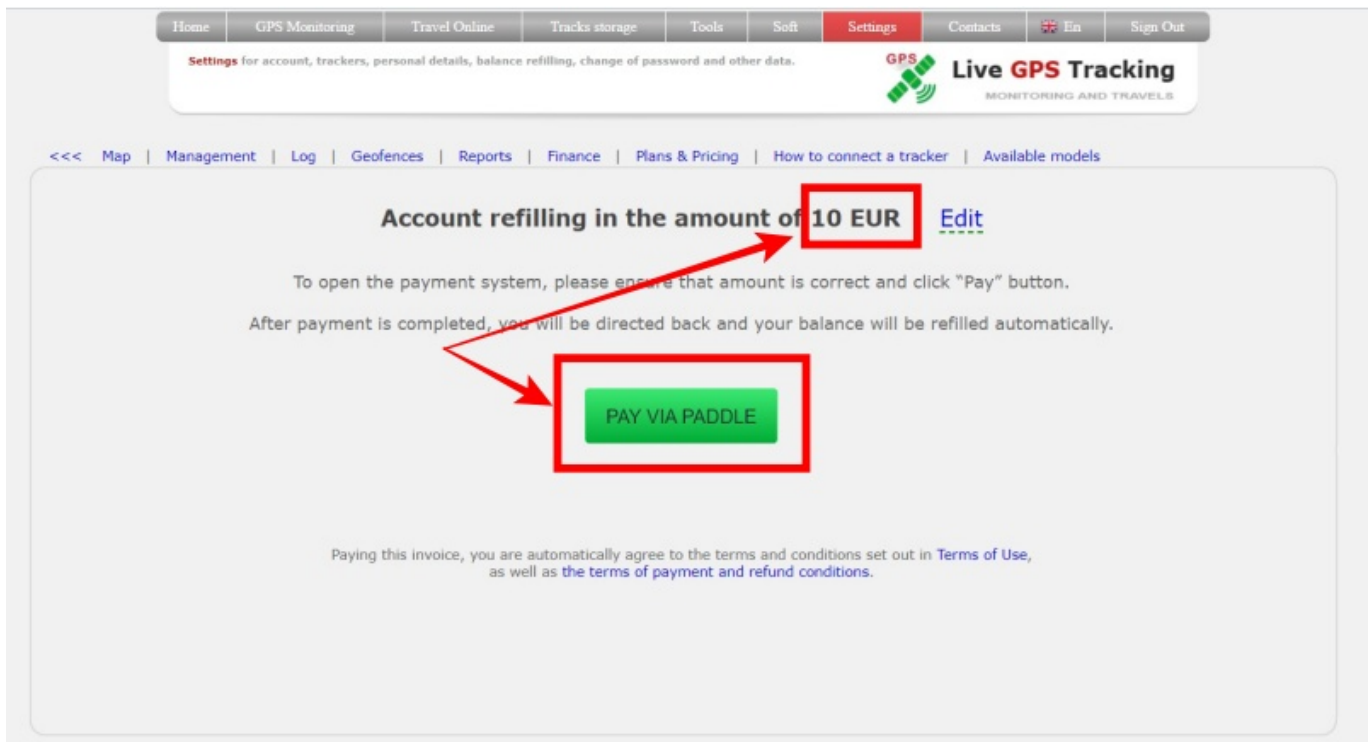 Home GPS Monitoring Travel Online Tracks storage Tools Soft Settings Contacts En Sign Out
Settings for account, trackers, personal details, balance refilling, change of password and other data.
GPS
Live GPS Tracking
MONITORING AND TRAVELS
<<< Map | Management | Log | Geofences | Reports | Finance | Plans & Pricing | How to connect a tracker | Available models
Account refilling in the amount of 10 EUR Edit
To open the payment system, please ensure that amount is correct and click “Pay” button.
After payment is completed, you will be directed back and your balance will be refilled automatically.
PAY VIA PADDLE
Paying this invoice, you are automatically agree to the terms and conditions set out in Terms of Use,
as well as the terms of payment and refund conditions.